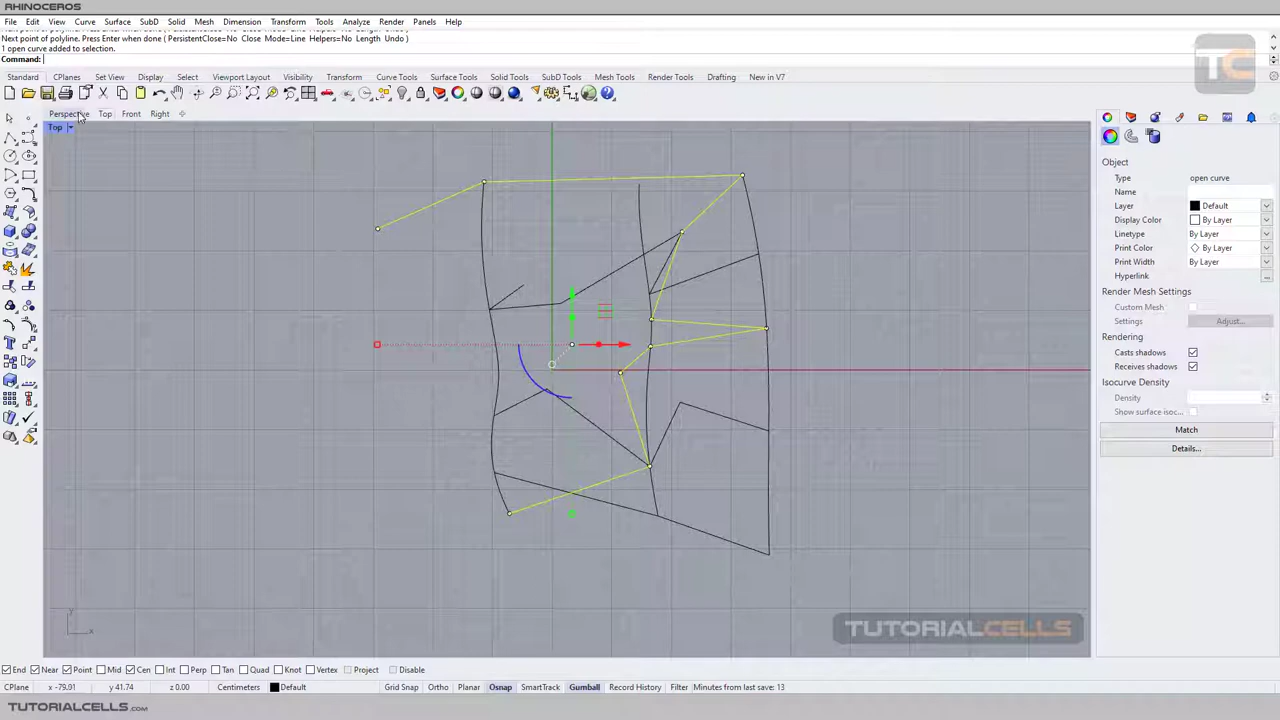 RHINOCEROS
File Edit View Curve Surface SubD Solid Mesh Dimension Transform Tools Analyze Render Panels Help
Next point of polyline. Press Enter when done ( PersistentClose=No Close Mode=Line Helpers=No Length Undo )
1 open curve added to selection.
Command:
TC
Standard CPlanes Set View Display Select Viewport Layout Visibility Transform Curve Tools Surface Tools Solid Tools SubD Tools Mesh Tools Render Tools Drafting New in V7
Perspective Top Front Right
Top
Object
Type open curve
Name
Layer Default
Display Color By Layer
Linetype By Layer
Print Color By Layer
Print Width By Layer
Hyperlink ...
Render Mesh Settings
Custom Mesh
Settings Adjust...
Rendering
Casts shadows
Receives shadows
Isocurve Density
Density
Show surface isoc...
Match
Details...
y
x
TUTORIALCELLS
End Near Point Mid Cen Int Perp Tan Quad Knot Vertex Project Disable
CPlane x -79.01 y 41.74 z 0.00 Centimeters Default Grid Snap Ortho Planar Osnap SmartTrack Gumball Record History Filter Minutes from last save: 13
TUTORIALCELLS.com